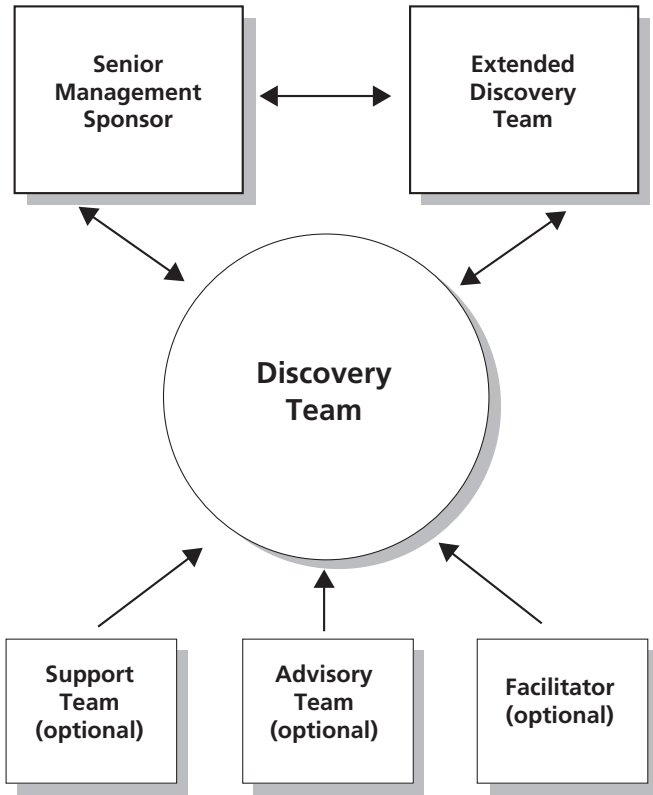 Senior
Management
Sponsor
Extended
Discovery
Team
Discovery
Team
Support
Team
(optional)
Advisory
Team
(optional)
Facilitator
(optional)